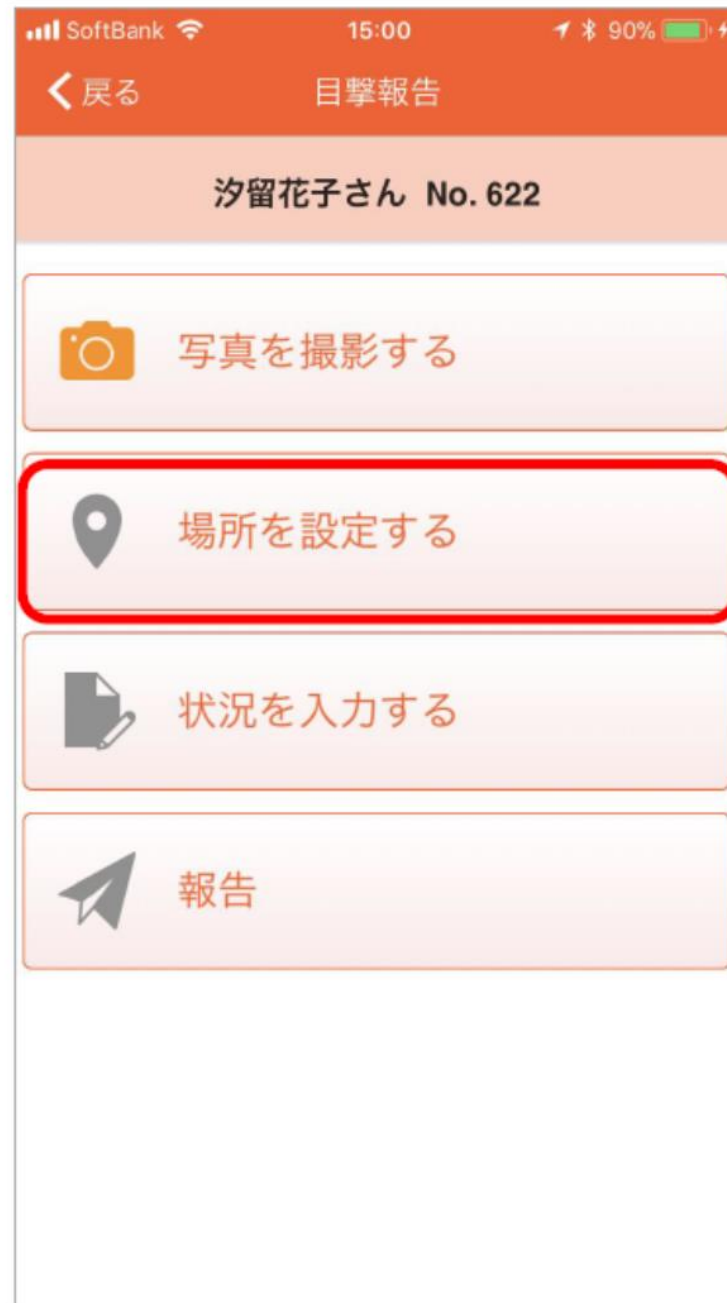 SoftBank 15:00 90%
戻る 目撃報告
汐留花子さん No. 622
写真を撮影する
場所を設定する
状況を入力する
報告